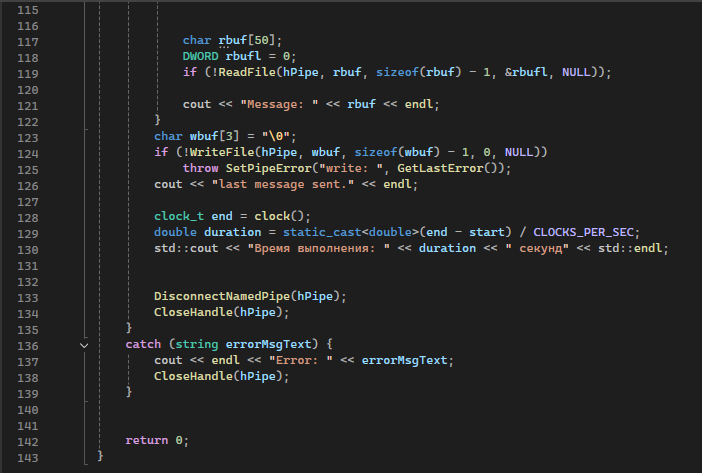 115
116
117 char rbuf[50];
118 DWORD rbufl = 0;
119 if (!ReadFile(hPipe, rbuf, sizeof(rbuf) - 1, &rbufl, NULL));
120
121 cout << "Message: " << rbuf << endl;
122 }
123 char wbuf[3] = "\0";
124 if (!WriteFile(hPipe, wbuf, sizeof(wbuf) - 1, 0, NULL))
125 throw SetPipeError("write: ", GetLastError());
126 cout << "last message sent." << endl;
127
128 clock_t end = clock();
129 double duration = static_cast<double>(end - start) / CLOCKS_PER_SEC;
130 std::cout << "Время выполнения: " << duration << " секунд" << std::endl;
131
132
133 DisconnectNamedPipe(hPipe);
134 CloseHandle(hPipe);
135 }
136 catch (string errorMsgText) {
137 cout << endl << "Error: " << errorMsgText;
138 CloseHandle(hPipe);
139 }
140
141
142 return 0;
143 }